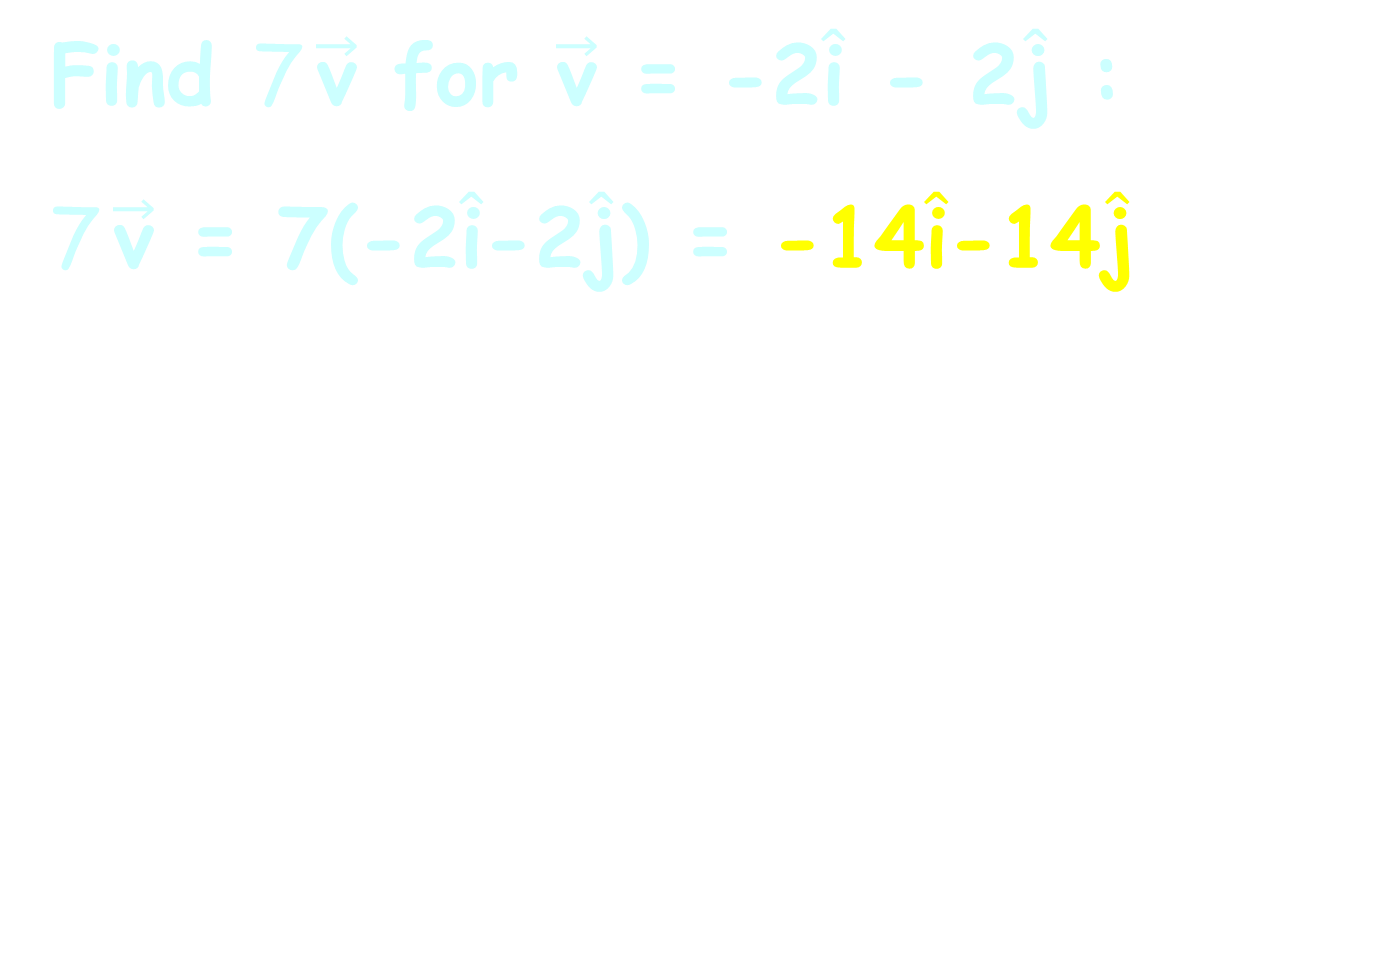 Find 7v⃗ for v⃗ = -2î - 2ĵ :
7v⃗ = 7(-2î-2ĵ) = -14î-14ĵ